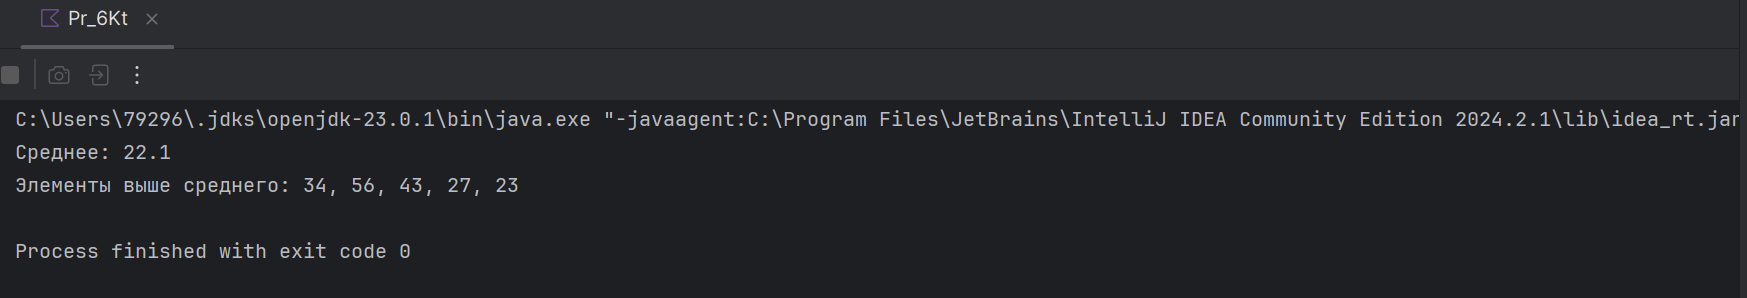 Pr_6Kt
C:\Users\79296\.jdks\openjdk-23.0.1\bin\java.exe "-javaagent:C:\Program Files\JetBrains\IntelliJ IDEA Community Edition 2024.2.1\lib\idea_rt.jar
Среднее: 22.1
Элементы выше среднего: 34, 56, 43, 27, 23
Process finished with exit code 0